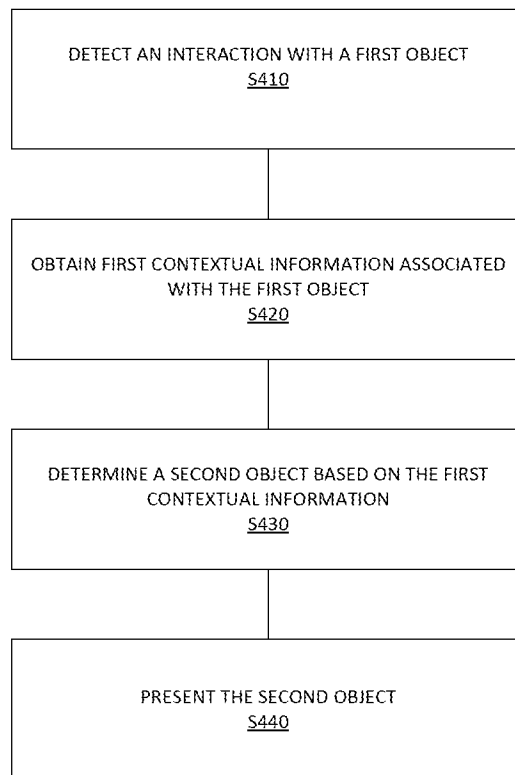 DETECT AN INTERACTION WITH A FIRST OBJECT
S410
OBTAIN FIRST CONTEXTUAL INFORMATION ASSOCIATED
WITH THE FIRST OBJECT
S420
DETERMINE A SECOND OBJECT BASED ON THE FIRST
CONTEXTUAL INFORMATION
S430
PRESENT THE SECOND OBJECT
S440